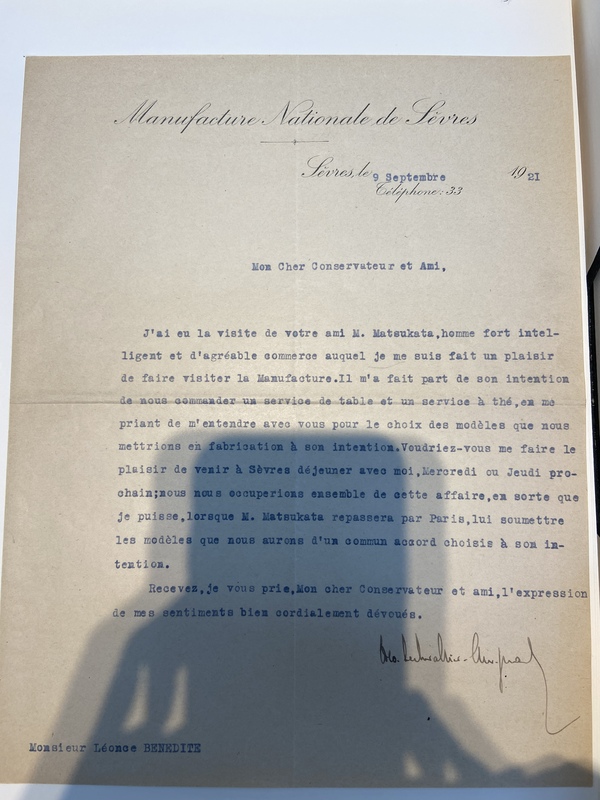 Manufacture Nationale de Sèvres
Sèvres, le 9 Septembre 1921
Téléphone: 33
Mon Cher Conservateur et Ami,
J'ai eu la visite de votre ami M. Matsukata,homme fort intel-
ligent et d'agréable commerce auquel je me suis fait un plaisir
de faire visiter la Manufacture.Il m'a fait part de son intention
de nous commander un service de table et un service à thé,en me
priant de m'entendre avec vous pour le choix des modèles que nous
mettrions en fabrication à son intention.Voudriez-vous me faire le
plaisir de venir à Sèvres déjeuner avec moi,Mercredi ou Jeudi pro-
chain;nous nous occuperions ensemble de cette affaire,en sorte que
je puisse,lorsque M. Matsukata repassera par Paris,lui soumettre
les modèles que nous aurons d'un commun accord choisis à son in-
tention.
Recevez,je vous prie,Mon cher Conservateur et ami,l'expression
de mes sentiments bien cordialement dévoués.
Monsieur Léonce BENEDITE